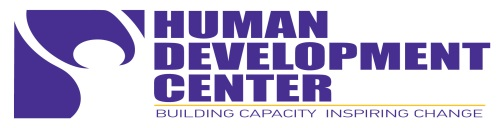 HUMAN
DEVELOPMENT
CENTER
BUILDING CAPACITY INSPIRING CHANGE